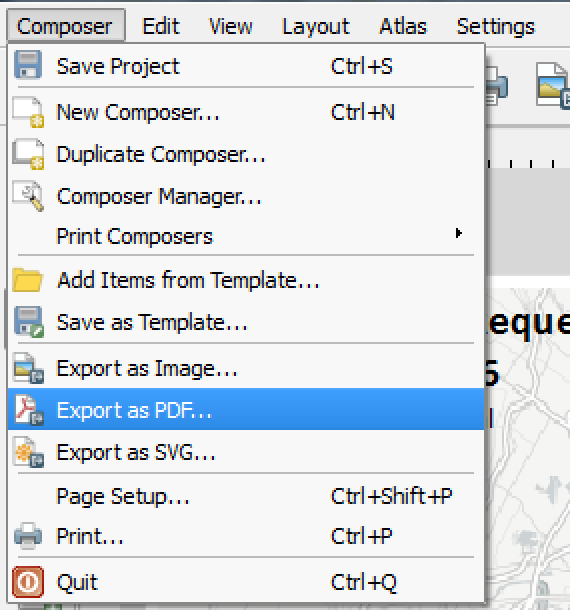 Composer Edit View Layout Atlas Settings
Save Project Ctrl+S
New Composer... Ctrl+N
Duplicate Composer...
Composer Manager...
Print Composers
Add Items from Template...
Save as Template...
eque
Export as Image...
5
Export as PDF...
Export as SVG...
Page Setup... Ctrl+Shift+P
Print... Ctrl+P
Quit Ctrl+Q